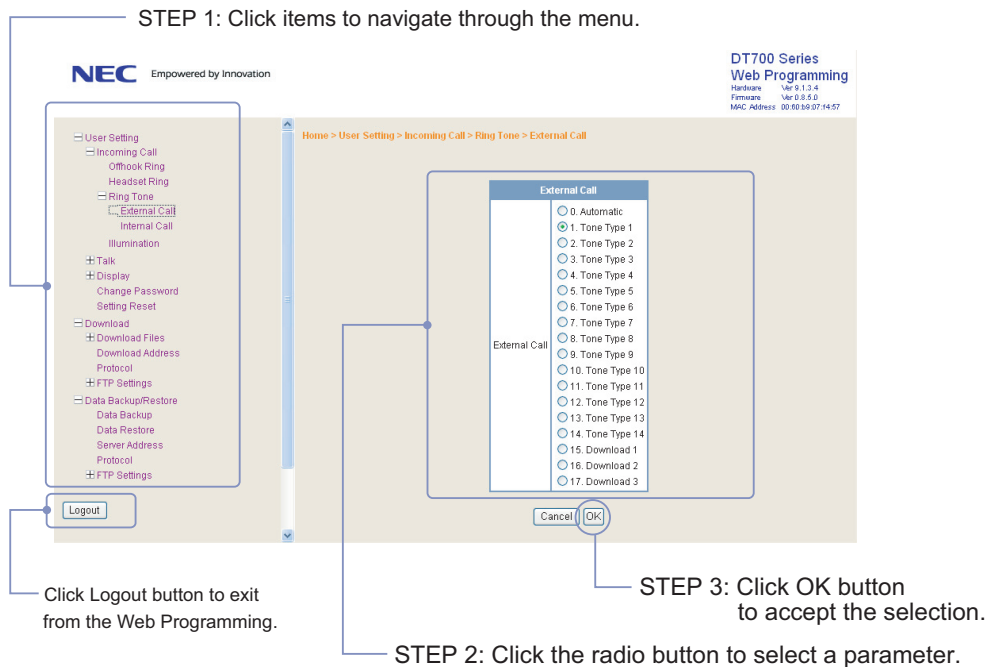 STEP 1: Click items to navigate through the menu.
NEC Empowered by Innovation
DT700 Series
Web Programming
Hardware Ver 9.1.3.4
Firmware Ver 0.8.5.0
MAC Address 00:60:b9:07:f4:57
User Setting
Incoming Call
Offhook Ring
Headset Ring
Ring Tone
External Call
Internal Call
Illumination
Talk
Display
Change Password
Setting Reset
Download
Download Files
Download Address
Protocol
FTP Settings
Data Backup/Restore
Data Backup
Data Restore
Server Address
Protocol
FTP Settings
Logout
Home > User Setting > Incoming Call > Ring Tone > External Call
External Call
External Call
0. Automatic
1. Tone Type 1
2. Tone Type 2
3. Tone Type 3
4. Tone Type 4
5. Tone Type 5
6. Tone Type 6
7. Tone Type 7
8. Tone Type 8
9. Tone Type 9
10. Tone Type 10
11. Tone Type 11
12. Tone Type 12
13. Tone Type 13
14. Tone Type 14
15. Download 1
16. Download 2
17. Download 3
Cancel OK
Click Logout button to exit
from the Web Programming.
STEP 3: Click OK button
to accept the selection.
STEP 2: Click the radio button to select a parameter.